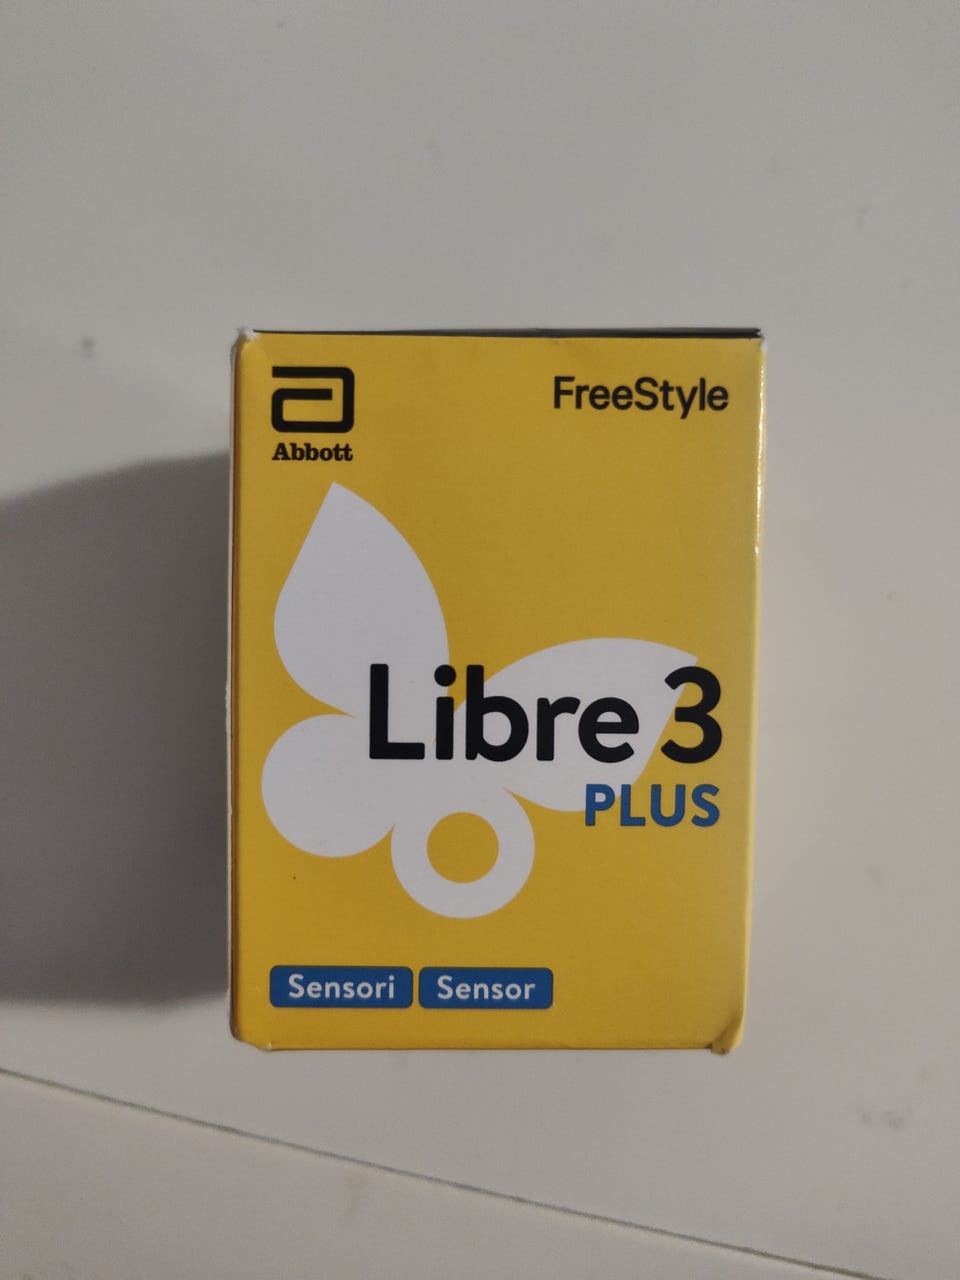 Abbott
FreeStyle
Libre 3
PLUS
Sensori Sensor